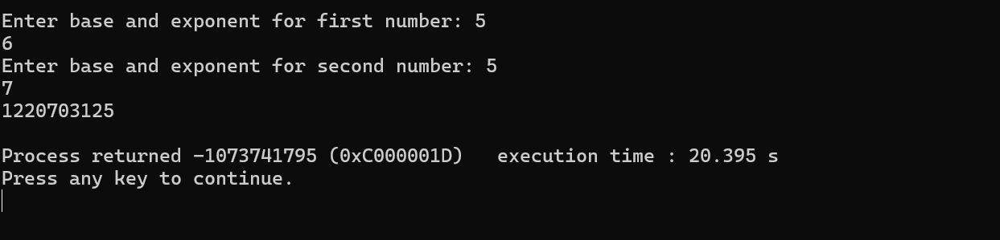 Enter base and exponent for first number: 5
6
Enter base and exponent for second number: 5
7
1220703125
Process returned -1073741795 (0xC000001D)   execution time : 20.395 s
Press any key to continue.